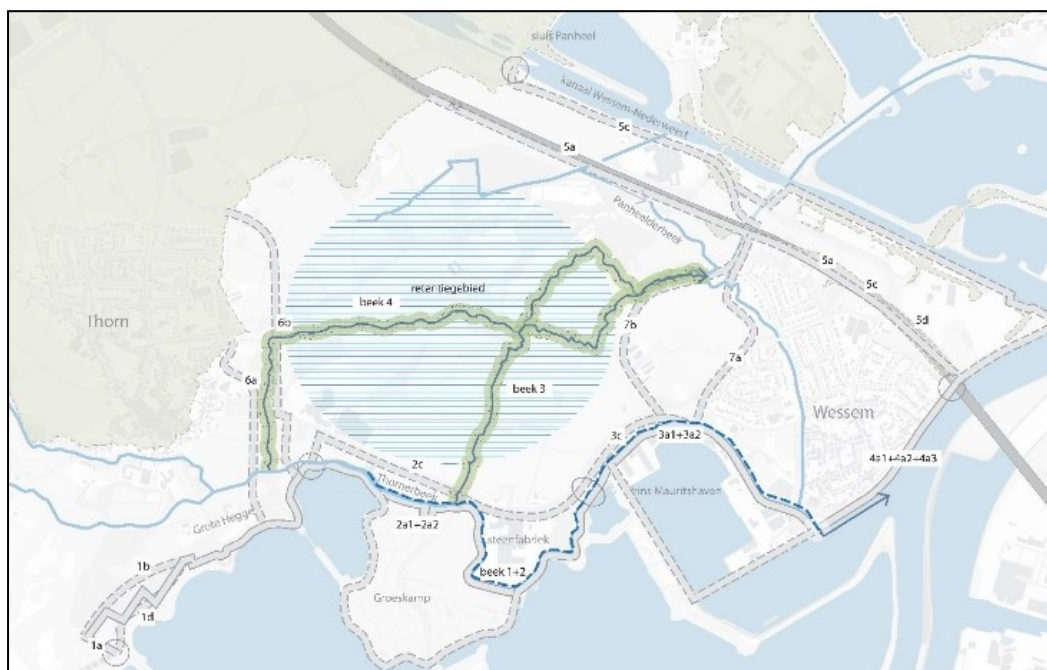 sluis Panheel
kanaal Wessem-Nederweert
5c
5a
Panheelderbeek
retentiegebied
beek 4
6b
Thorn
7b
5a
5c
5d
6a
7a
beek 3
Wessem
3c
3a1+3a2
2c
4a1+4a2+4a3
Thornerbeek
Prins Mauritshaven
Grote Hegge
2a1+2a2
steenfabriek
beek 1+2
1b
Groeskamp
1d
1a